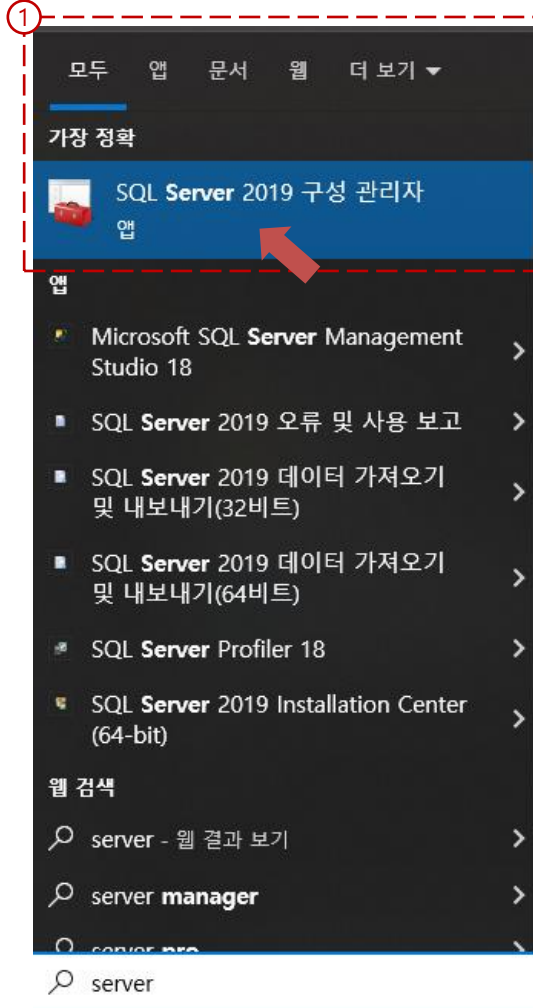 1
모두 앱 문서 웹 더 보기
가장 정확
SQL Server 2019 구성 관리자
앱
앱
Microsoft SQL Server Management
Studio 18
SQL Server 2019 오류 및 사용 보고
SQL Server 2019 데이터 가져오기
및 내보내기(32비트)
SQL Server 2019 데이터 가져오기
및 내보내기(64비트)
SQL Server Profiler 18
SQL Server 2019 Installation Center
(64-bit)
웹 검색
server - 웹 결과 보기
server manager
server pro
server